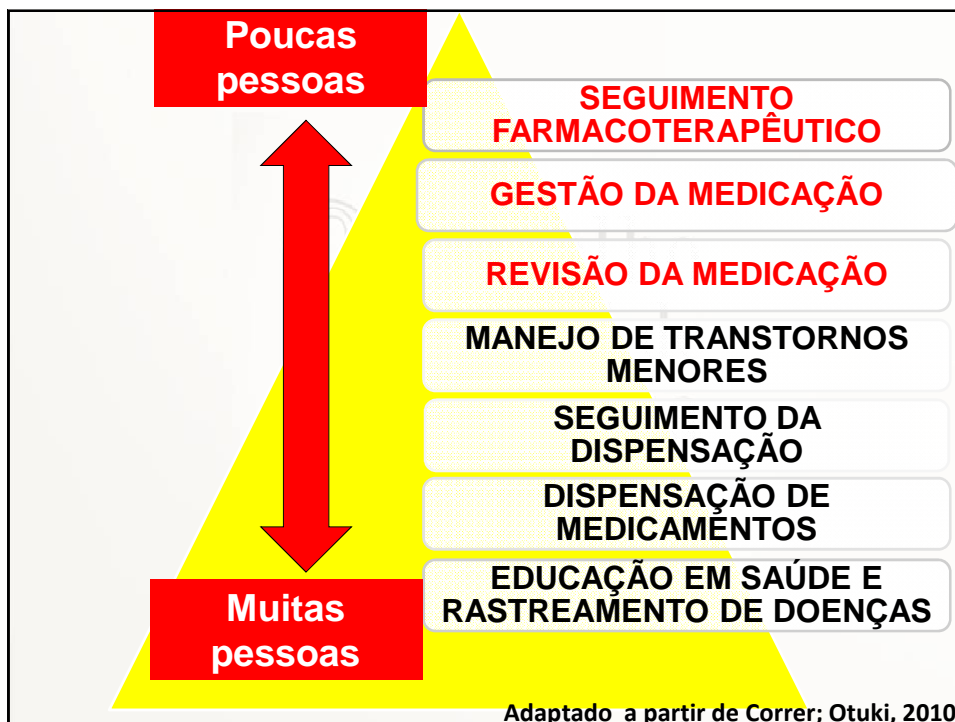 Poucas
pessoas
SEGUIMENTO
FARMACOTERAPÊUTICO
GESTÃO DA MEDICAÇÃO
REVISÃO DA MEDICAÇÃO
MANEJO DE TRANSTORNOS
MENORES
SEGUIMENTO DA
DISPENSAÇÃO
DISPENSAÇÃO DE
MEDICAMENTOS
EDUCAÇÃO EM SAÚDE E
RASTREAMENTO DE DOENÇAS
Muitas
pessoas
Adaptado a partir de Correr; Otuki, 2010